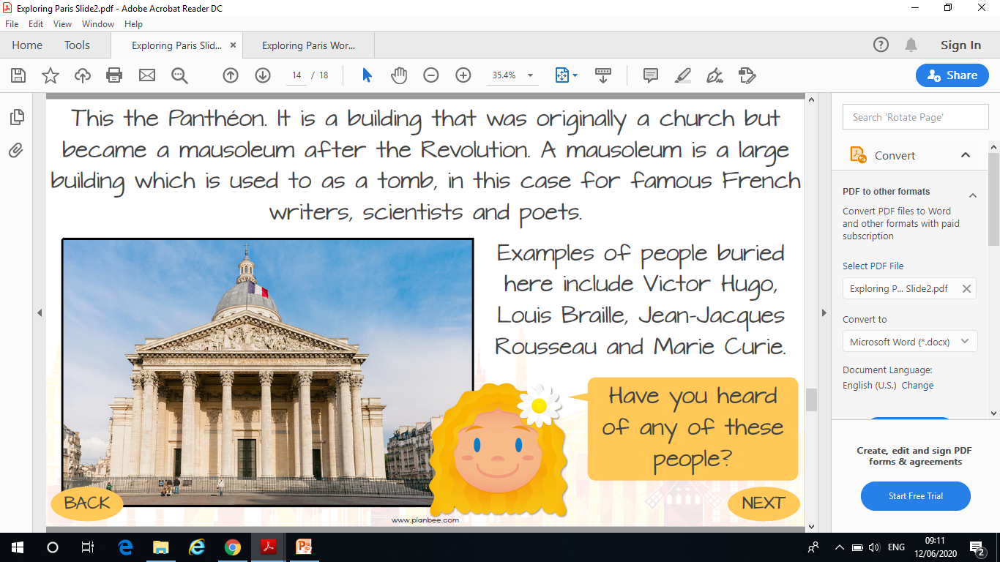 Exploring Paris Slide2.pdf - Adobe Acrobat Reader DC
File Edit View Window Help
Home Tools Exploring Paris Slid... × Exploring Paris Wor... Sign In
14 / 18 35.4% Share
This the Panthéon. It is a building that was originally a church but
became a mausoleum after the Revolution. A mausoleum is a large
building which is used to as a tomb, in this case for famous French
writers, scientists and poets.
Examples of people buried
here include Victor Hugo,
Louis Braille, Jean-Jacques
Rousseau and Marie Curie.
Have you heard
of any of these
people?
BACK
NEXT
www.planbee.com
Search 'Rotate Page'
Convert
PDF to other formats
Convert PDF files to Word
and other formats with paid
subscription
Select PDF File
Exploring P... Slide2.pdf
Convert to
Microsoft Word (*.docx)
Document Language:
English (U.S.) Change
Create, edit and sign PDF
forms & agreements
Start Free Trial
ENG
09:11
12/06/2020
2